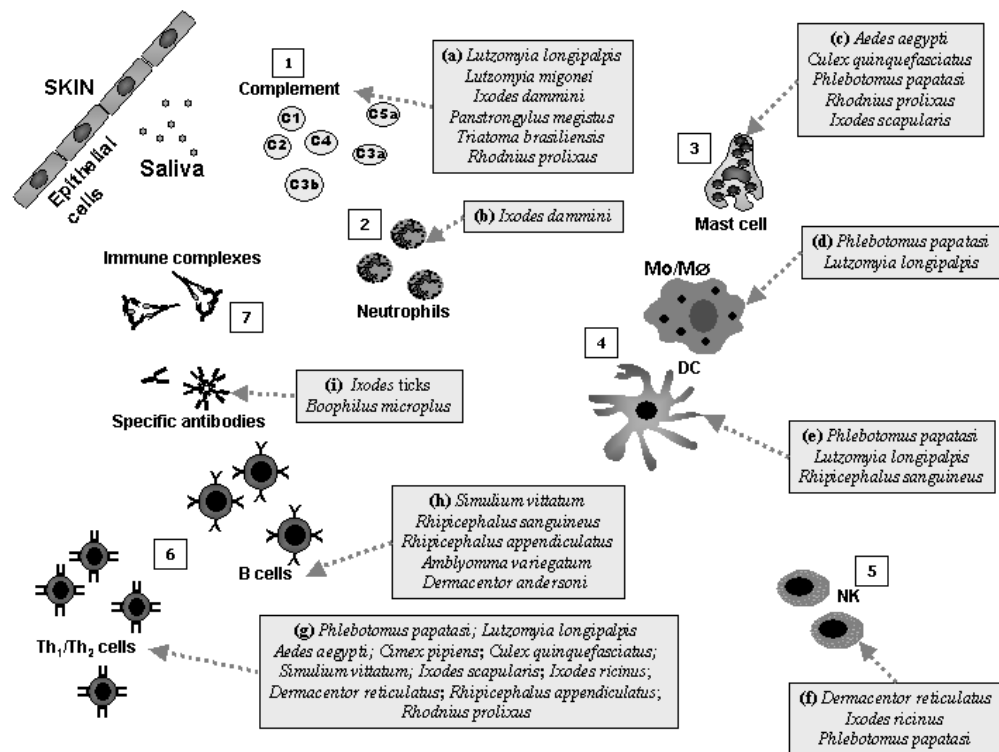 SKIN
Epithelial
cells
Saliva
1
Complement
C1
C2
C4
C5a
C3a
C3b
(a) Lutzomyia longipalpis
Lutzomyia migonei
Ixodes dammini
Panstrongylus megistus
Triatoma brasiliensis
Rhodnius prolixus
(c) Aedes aegypti
Culex quinquefasciatus
Phlebotomus papatasi
Rhodnius prolixus
Ixodes scapularis
3
Mast cell
2
(b) Ixodes dammini
Neutrophils
(d) Phlebotomus papatasi
Lutzomyia longipalpis
Mo/MØ
4
DC
(e) Phlebotomus papatasi
Lutzomyia longipalpis
Rhipicephalus sanguineus
Immune complexes
7
(i) Ixodes ticks
Boophilus microplus
Specific antibodies
(h) Simulium vittatum
Rhipicephalus sanguineus
Rhipicephalus appendiculatus
Amblyomma variegatum
Dermacentor andersoni
6
B cells
5
NK
Th1/Th2 cells
(g) Phlebotomus papatasi; Lutzomyia longipalpis
Aedes aegypti; Cimex pipiens; Culex quinquefasciatus;
Simulium vittatum; Ixodes scapularis; Ixodes ricinus;
Dermacentor reticulatus; Rhipicephalus appendiculatus;
Rhodnius prolixus
(f) Dermacentor reticulatus
Ixodes ricinus
Phlebotomus papatasi